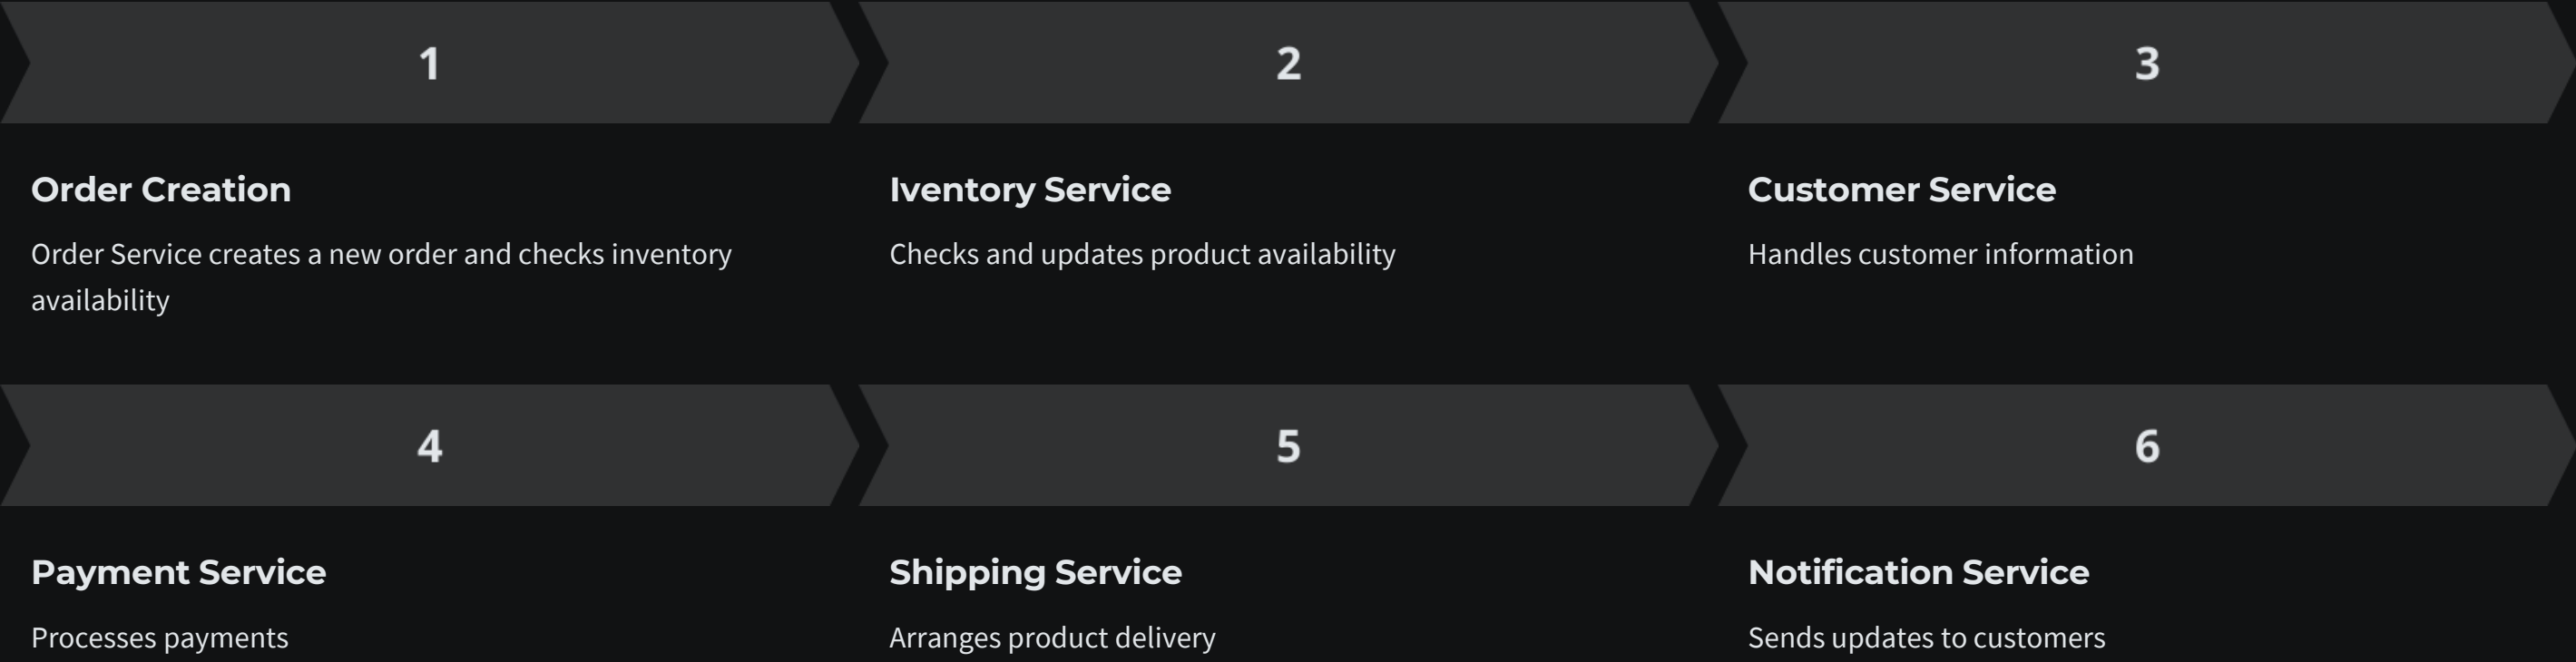 1
2
3
Order Creation
Iventory Service
Customer Service
Order Service creates a new order and checks inventory
availability
Checks and updates product availability
Handles customer information
4
5
6
Payment Service
Shipping Service
Notification Service
Processes payments
Arranges product delivery
Sends updates to customers